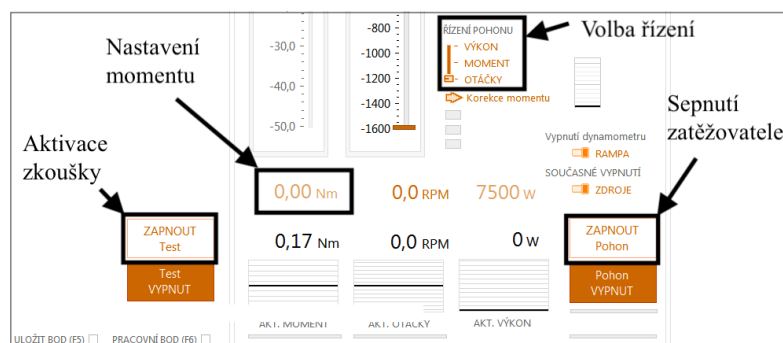 Nastavení
momentu
Volba řízení
Sepnutí
zatěžovatele
Aktivace
zkoušky
-30,0
-40,0
-50,0
-800
-1000
-1200
-1400
-1600
ŘÍZENÍ POHONU
VÝKON
MOMENT
OTÁČKY
Korekce momentu
Vypnutí dynamometru
RAMPA
SOUČASNÉ VYPNUTÍ
ZDROJE
0,00 Nm
0,0 RPM
7500 W
ZAPNOUT
Test
0,17 Nm
0,0 RPM
0 W
ZAPNOUT
Pohon
Test
VYPNUT
Pohon
VYPNUT
AKT. MOMENT
AKT. OTÁČKY
AKT. VÝKON
ULOŽIT BOD (F5)
PRACOVNÍ BOD (F6)